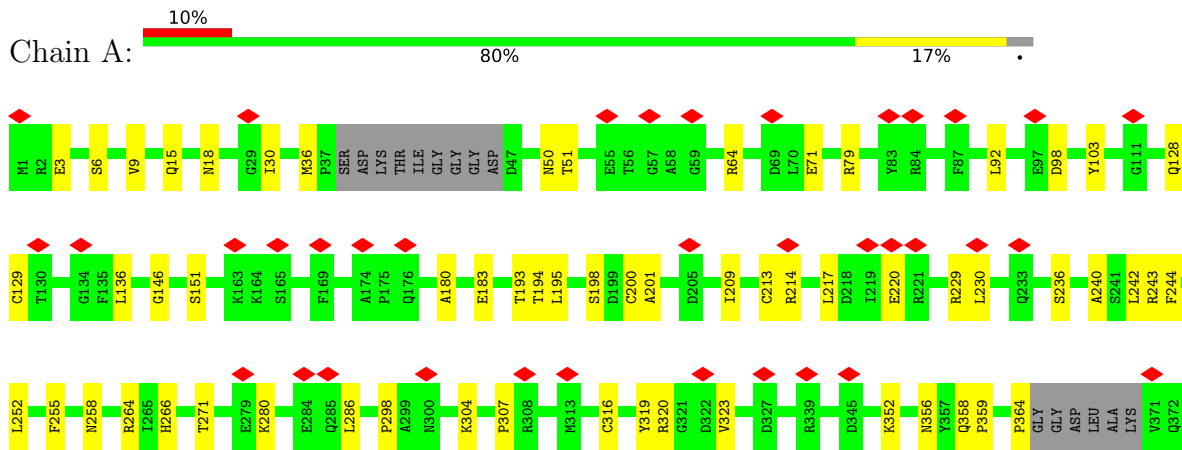 10%
Chain A:
80% 17% •
M1 R2 E3 S6 V9 Q15 N18 G29 I30 M36 P37 SER ASP LYS THR ILE GLY GLY GLY ASP D47 N50 T51 E55 T56 G57 A58 G59 R64 D69 L70 E71 R79 Y83 R84 F87 L92 E97 D98 Y103 G111 Q128
C129 T130 G134 F135 L136 G146 S151 K163 K164 S165 F169 A174 P175 Q176 A180 E183 T193 T194 L195 S198 D199 C200 A201 D205 I209 C213 R214 L217 D218 I219 E220 R221 R229 L230 Q233 S236 A240 S241 L242 R243 F244
L252 F255 N258 R264 I265 H266 T271 E279 K280 E284 Q285 L286 P298 A299 N300 K304 P307 R308 M313 C316 Y319 R320 G321 D322 V323 D327 R339 D345 K352 N356 Y357 Q358 P359 P364 GLY GLY ASP LEU ALA LYS V371 Q372